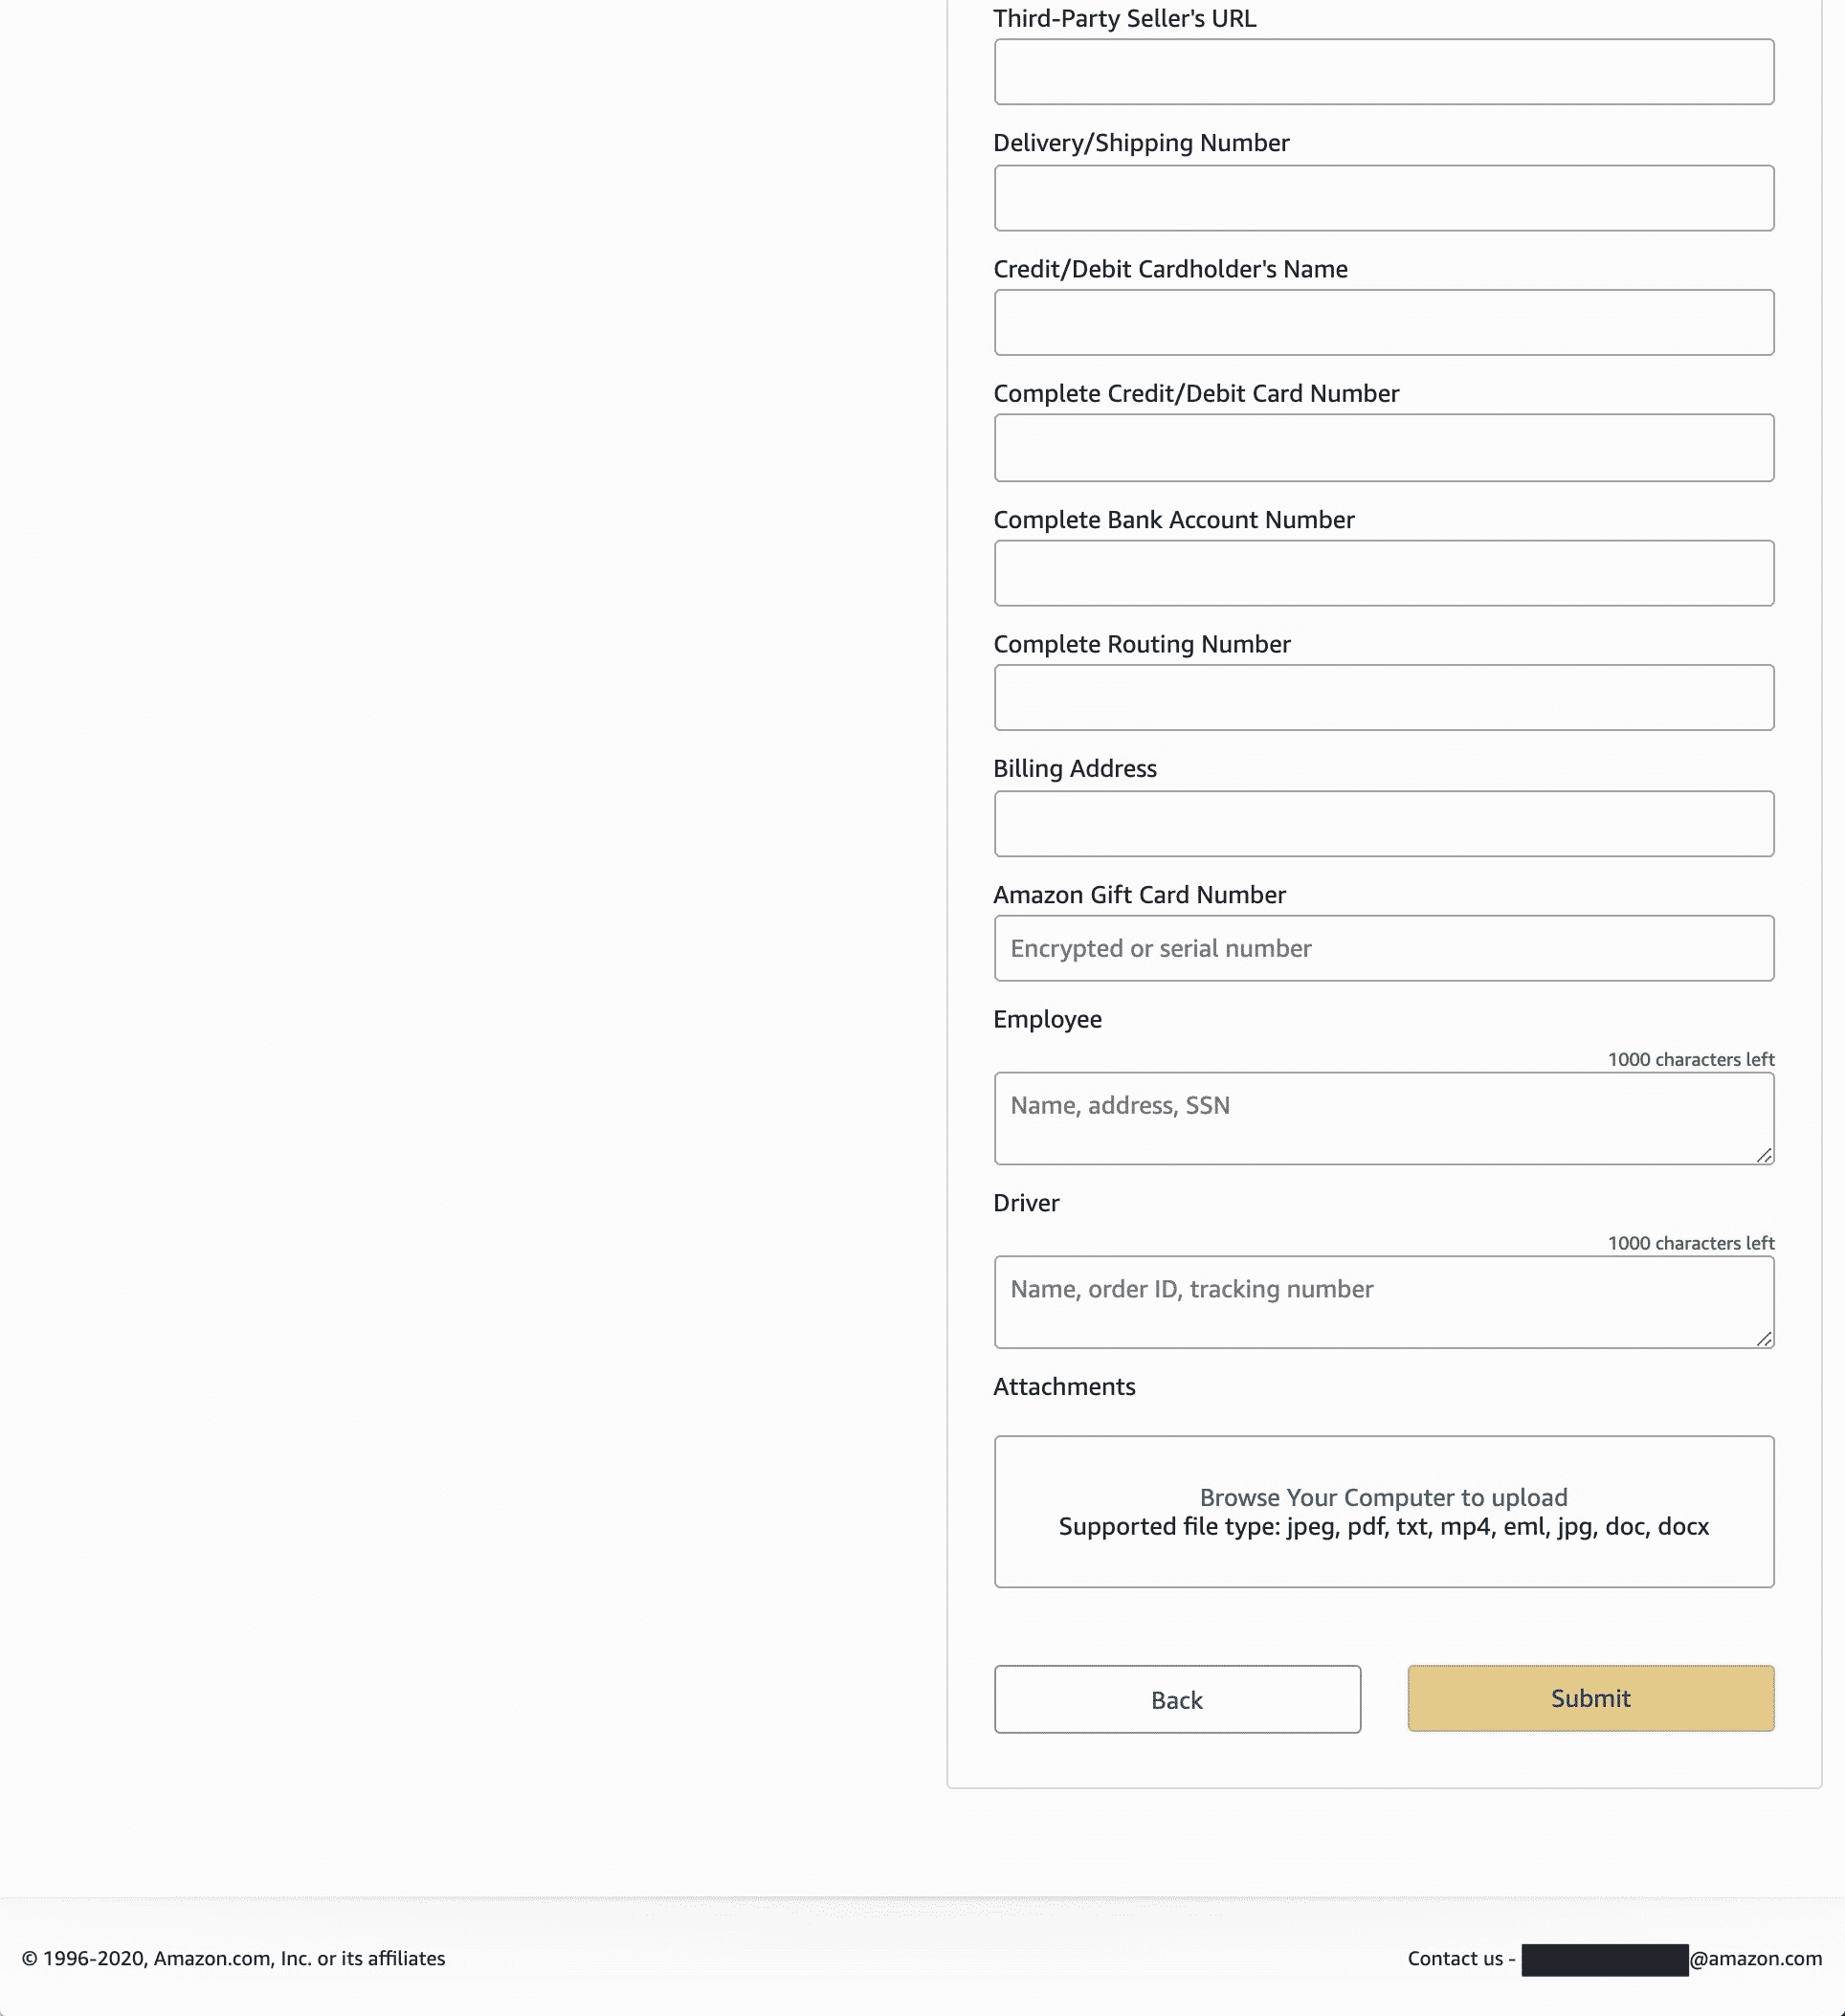 Third-Party Seller's URL
Delivery/Shipping Number
Credit/Debit Cardholder's Name
Complete Credit/Debit Card Number
Complete Bank Account Number
Complete Routing Number
Billing Address
Amazon Gift Card Number
Encrypted or serial number
Employee
1000 characters left
Name, address, SSN
Driver
1000 characters left
Name, order ID, tracking number
Attachments
Browse Your Computer to upload
Supported file type: jpeg, pdf, txt, mp4, eml, jpg, doc, docx
Back Submit
© 1996-2020, Amazon.com, Inc. or its affiliates Contact us - @amazon.com